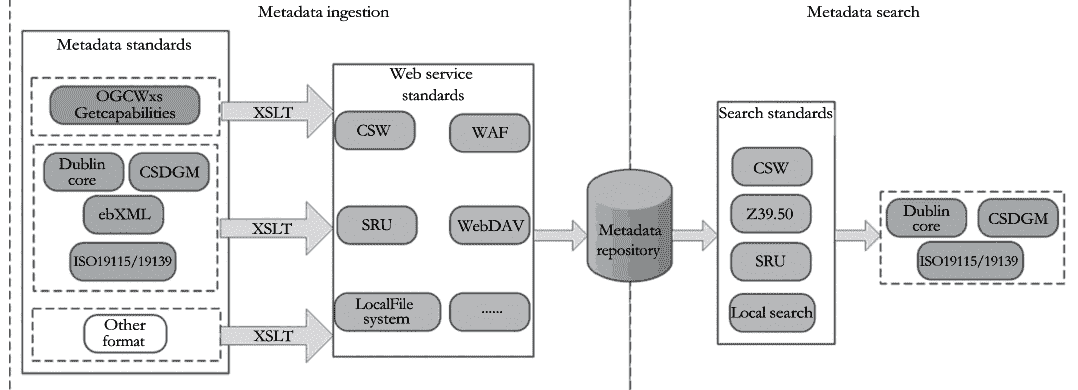 Metadata ingestion
Metadata search
Metadata standards
OGCWxs
Getcapabilities
Dublin
core
CSDGM
ebXML
ISO19115/19139
Other
format
XSLT
XSLT
XSLT
Web service
standards
CSW
WAF
SRU
WebDAV
LocalFile
system
......
Metadata
repository
Search standards
CSW
Z39.50
SRU
Local search
Dublin
core
CSDGM
ISO19115/19139